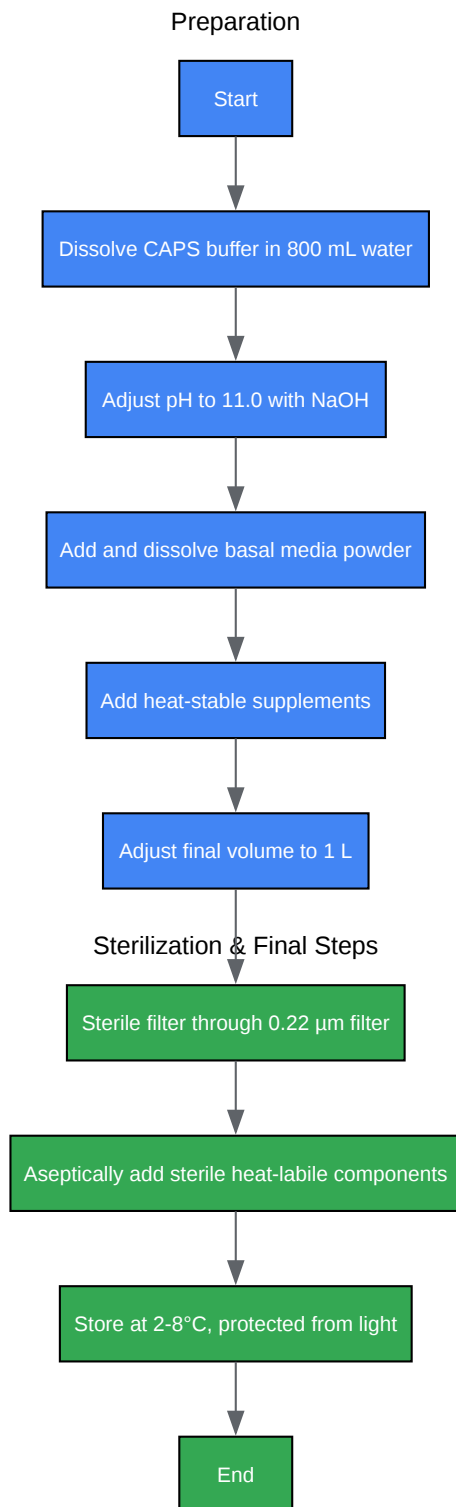 Preparation
Start
Dissolve CAPS buffer in 800 mL water
Adjust pH to 11.0 with NaOH
Add and dissolve basal media powder
Add heat-stable supplements
Adjust final volume to 1 L
Sterilization & Final Steps
Sterile filter through 0.22 µm filter
Aseptically add sterile heat-labile components
Store at 2-8°C, protected from light
End